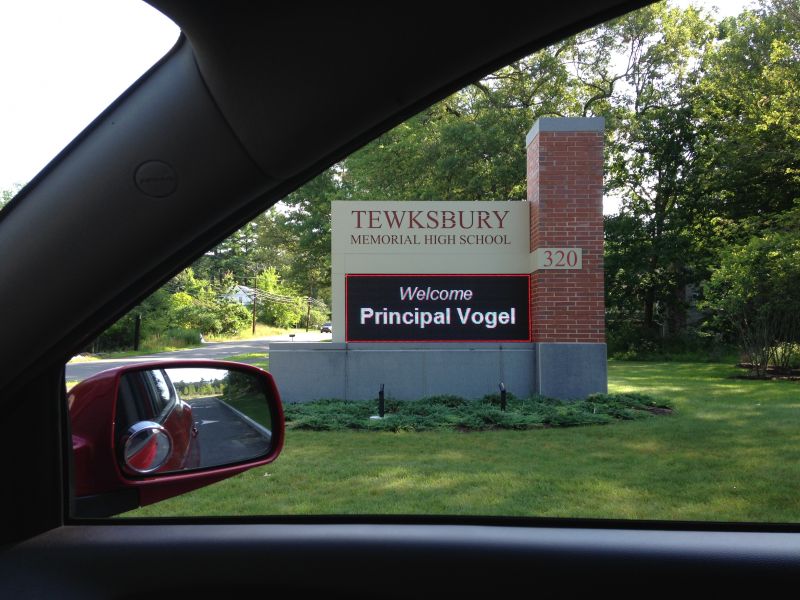 TEWKSBURY
MEMORIAL HIGH SCHOOL
320
Welcome
Principal Vogel